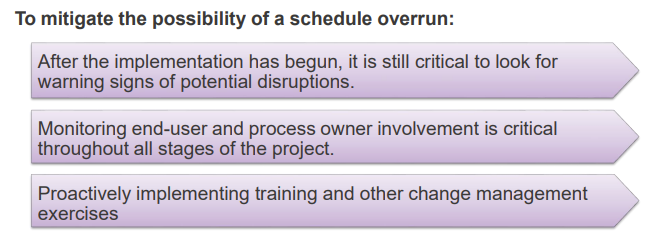 To mitigate the possibility of a schedule overrun:
After the implementation has begun, it is still critical to look for
warning signs of potential disruptions.
Monitoring end-user and process owner involvement is critical
throughout all stages of the project.
Proactively implementing training and other change management
exercises